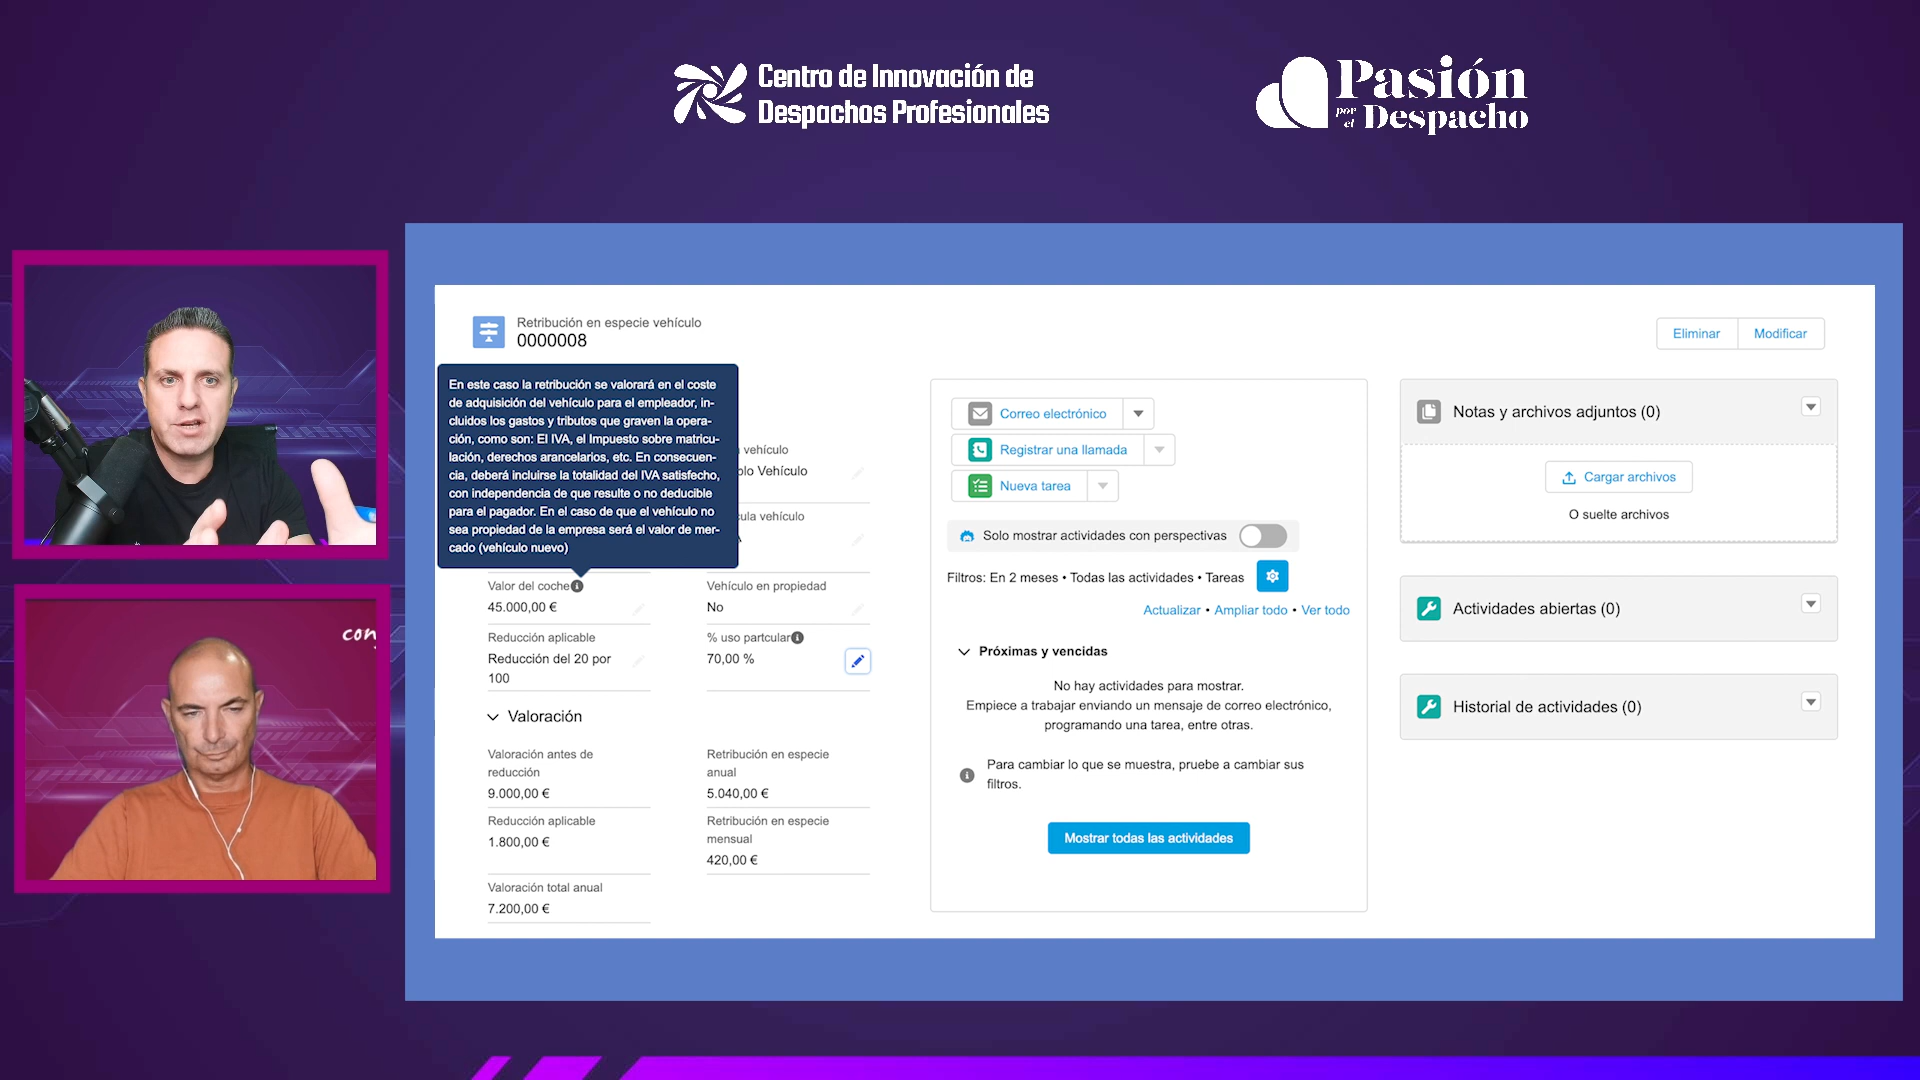 Centro de Innovación de
Despachos Profesionales
Pasión
por el Despacho
Retribución en especie vehículo
0000008
Eliminar
Modificar
En este caso la retribución se valorará en el coste
de adquisición del vehículo para el empleador, in-
cluidos los gastos y tributos que graven la opera-
ción, como son: El IVA, el Impuesto sobre matricu-
lación, derechos arancelarios, etc. En consecuen-
cia, deberá incluirse la totalidad del IVA satisfecho,
con independencia de que resulte o no deducible
para el pagador. En el caso de que el vehículo no
sea propiedad de la empresa será el valor de mer-
cado (vehículo nuevo)
vehículo
Vehículo
vehículo
Valor del coche
45.000,00 €
Vehículo en propiedad
No
Reducción aplicable
Reducción del 20 por
100
% uso partcular
70,00 %
Valoración
Valoración antes de
reducción
9.000,00 €
Retribución en especie
anual
5.040,00 €
Reducción aplicable
1.800,00 €
Retribución en especie
mensual
420,00 €
Valoración total anual
7.200,00 €
Correo electrónico
Registrar una llamada
Nueva tarea
Solo mostrar actividades con perspectivas
Filtros: En 2 meses • Todas las actividades • Tareas
Actualizar • Ampliar todo • Ver todo
Próximas y vencidas
No hay actividades para mostrar.
Empiece a trabajar enviando un mensaje de correo electrónico,
programando una tarea, entre otras.
Para cambiar lo que se muestra, pruebe a cambiar sus
filtros.
Mostrar todas las actividades
Notas y archivos adjuntos (0)
Cargar archivos
O suelte archivos
Actividades abiertas (0)
Historial de actividades (0)